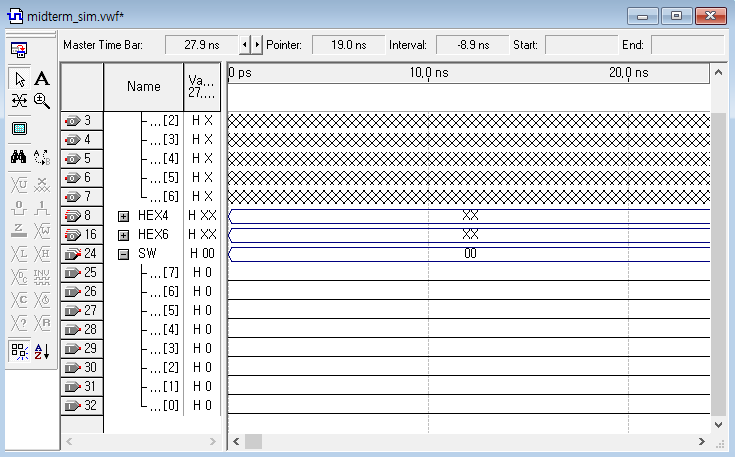 midterm_sim.vwf*
Master Time Bar: 27.9 ns Pointer: 19.0 ns Interval: -8.9 ns Start: End:
Name Va... 27....
0 ps 10,0 ns 20,0 ns
3 ...[2] H X
4 ...[3] H X
5 ...[4] H X
6 ...[5] H X
7 ...[6] H X
8 HEX4 H XX XX
16 HEX6 H XX XX
24 SW H 00 00
25 ...[7] H 0
26 ...[6] H 0
27 ...[5] H 0
28 ...[4] H 0
29 ...[3] H 0
30 ...[2] H 0
31 ...[1] H 0
32 ...[0] H 0